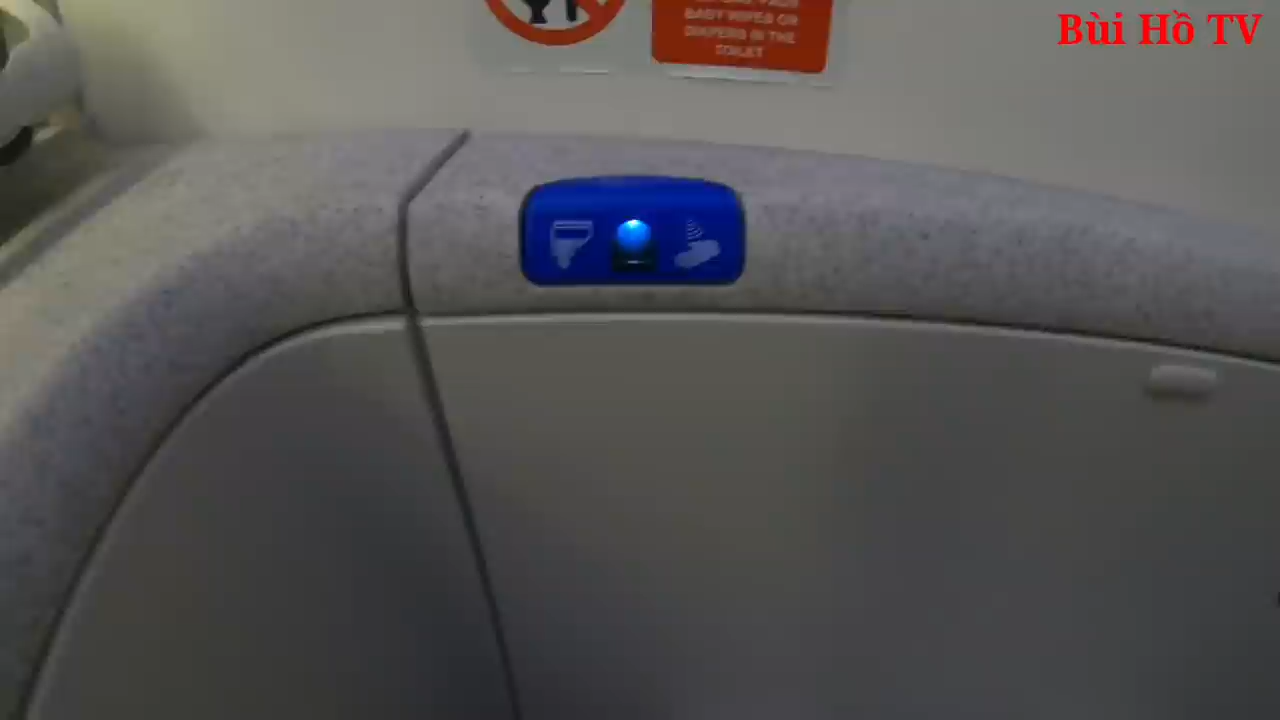 Bùi Hồ TV
BABY WIPES OR
DIAPERS IN THE
TOILET